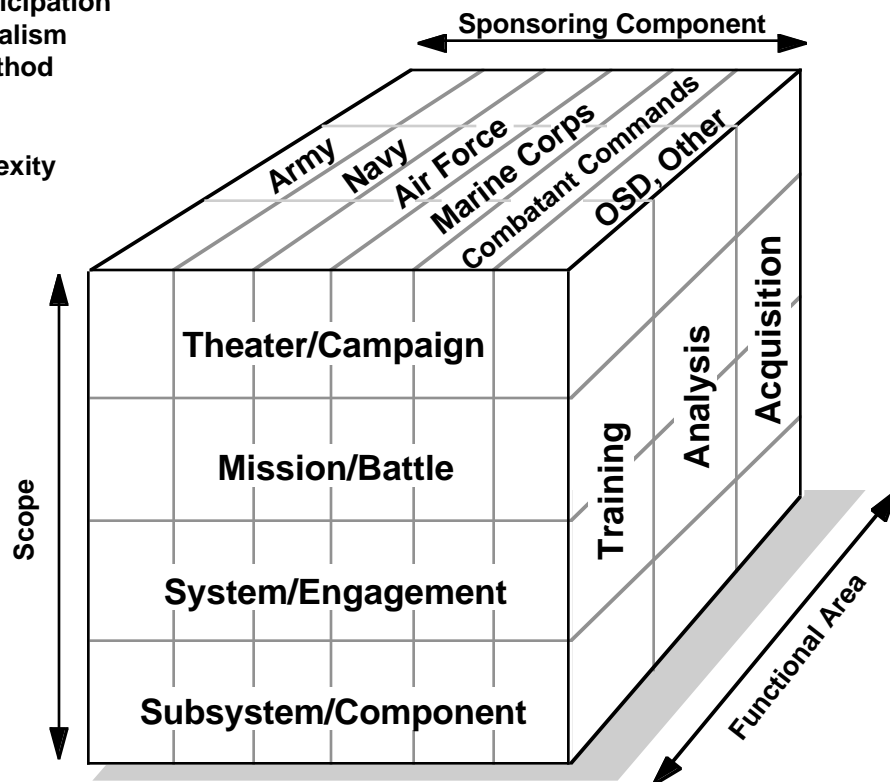 Sponsoring Component
Army
Navy
Air Force
Marine Corps
Combatant Commands
OSD, Other
Scope
Theater/Campaign
Mission/Battle
System/Engagement
Subsystem/Component
Training
Analysis
Acquisition
Functional Area